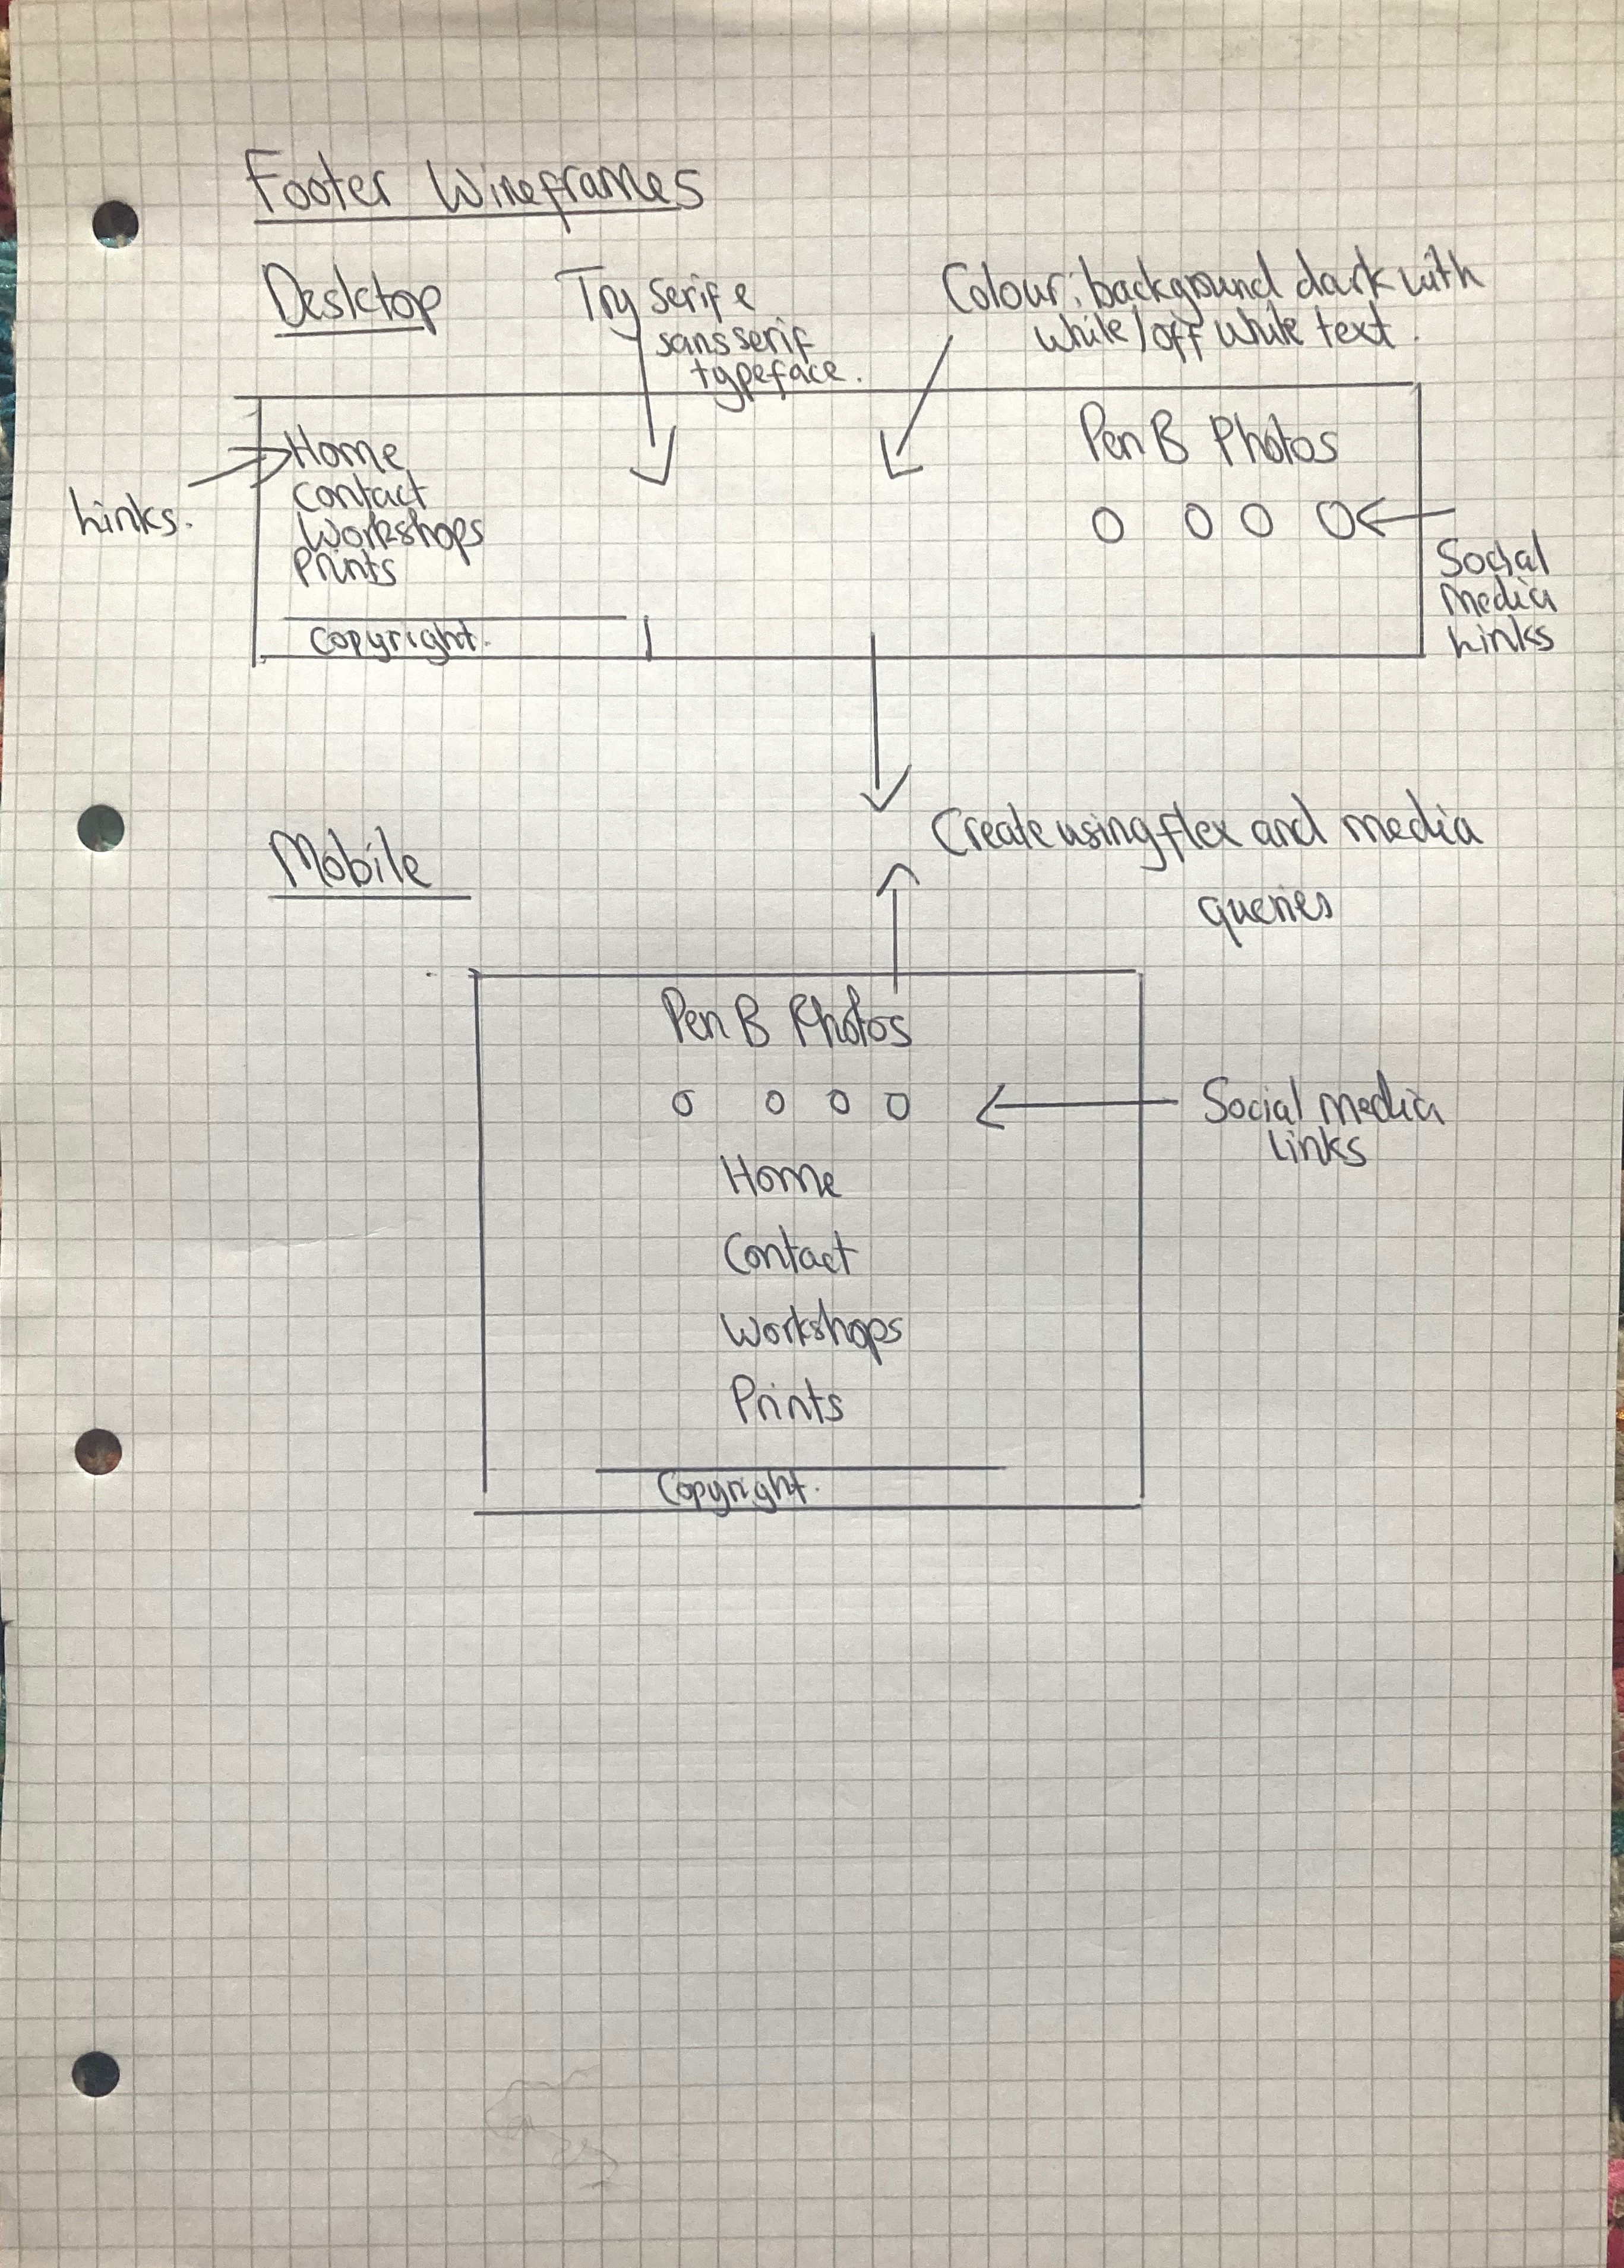 Footer Wireframes
Desktop
Try serif &
sans serif
typeface.
Colour: background dark with
white/off white text.
Links.
Home
Contact
Workshops
Prints
Copyright.
Pen B Photos
Social
media
Links
Create using flex and media
queries
Mobile
Pen B Photos
Social media
Links
Home
Contact
Workshops
Prints
Copyright.